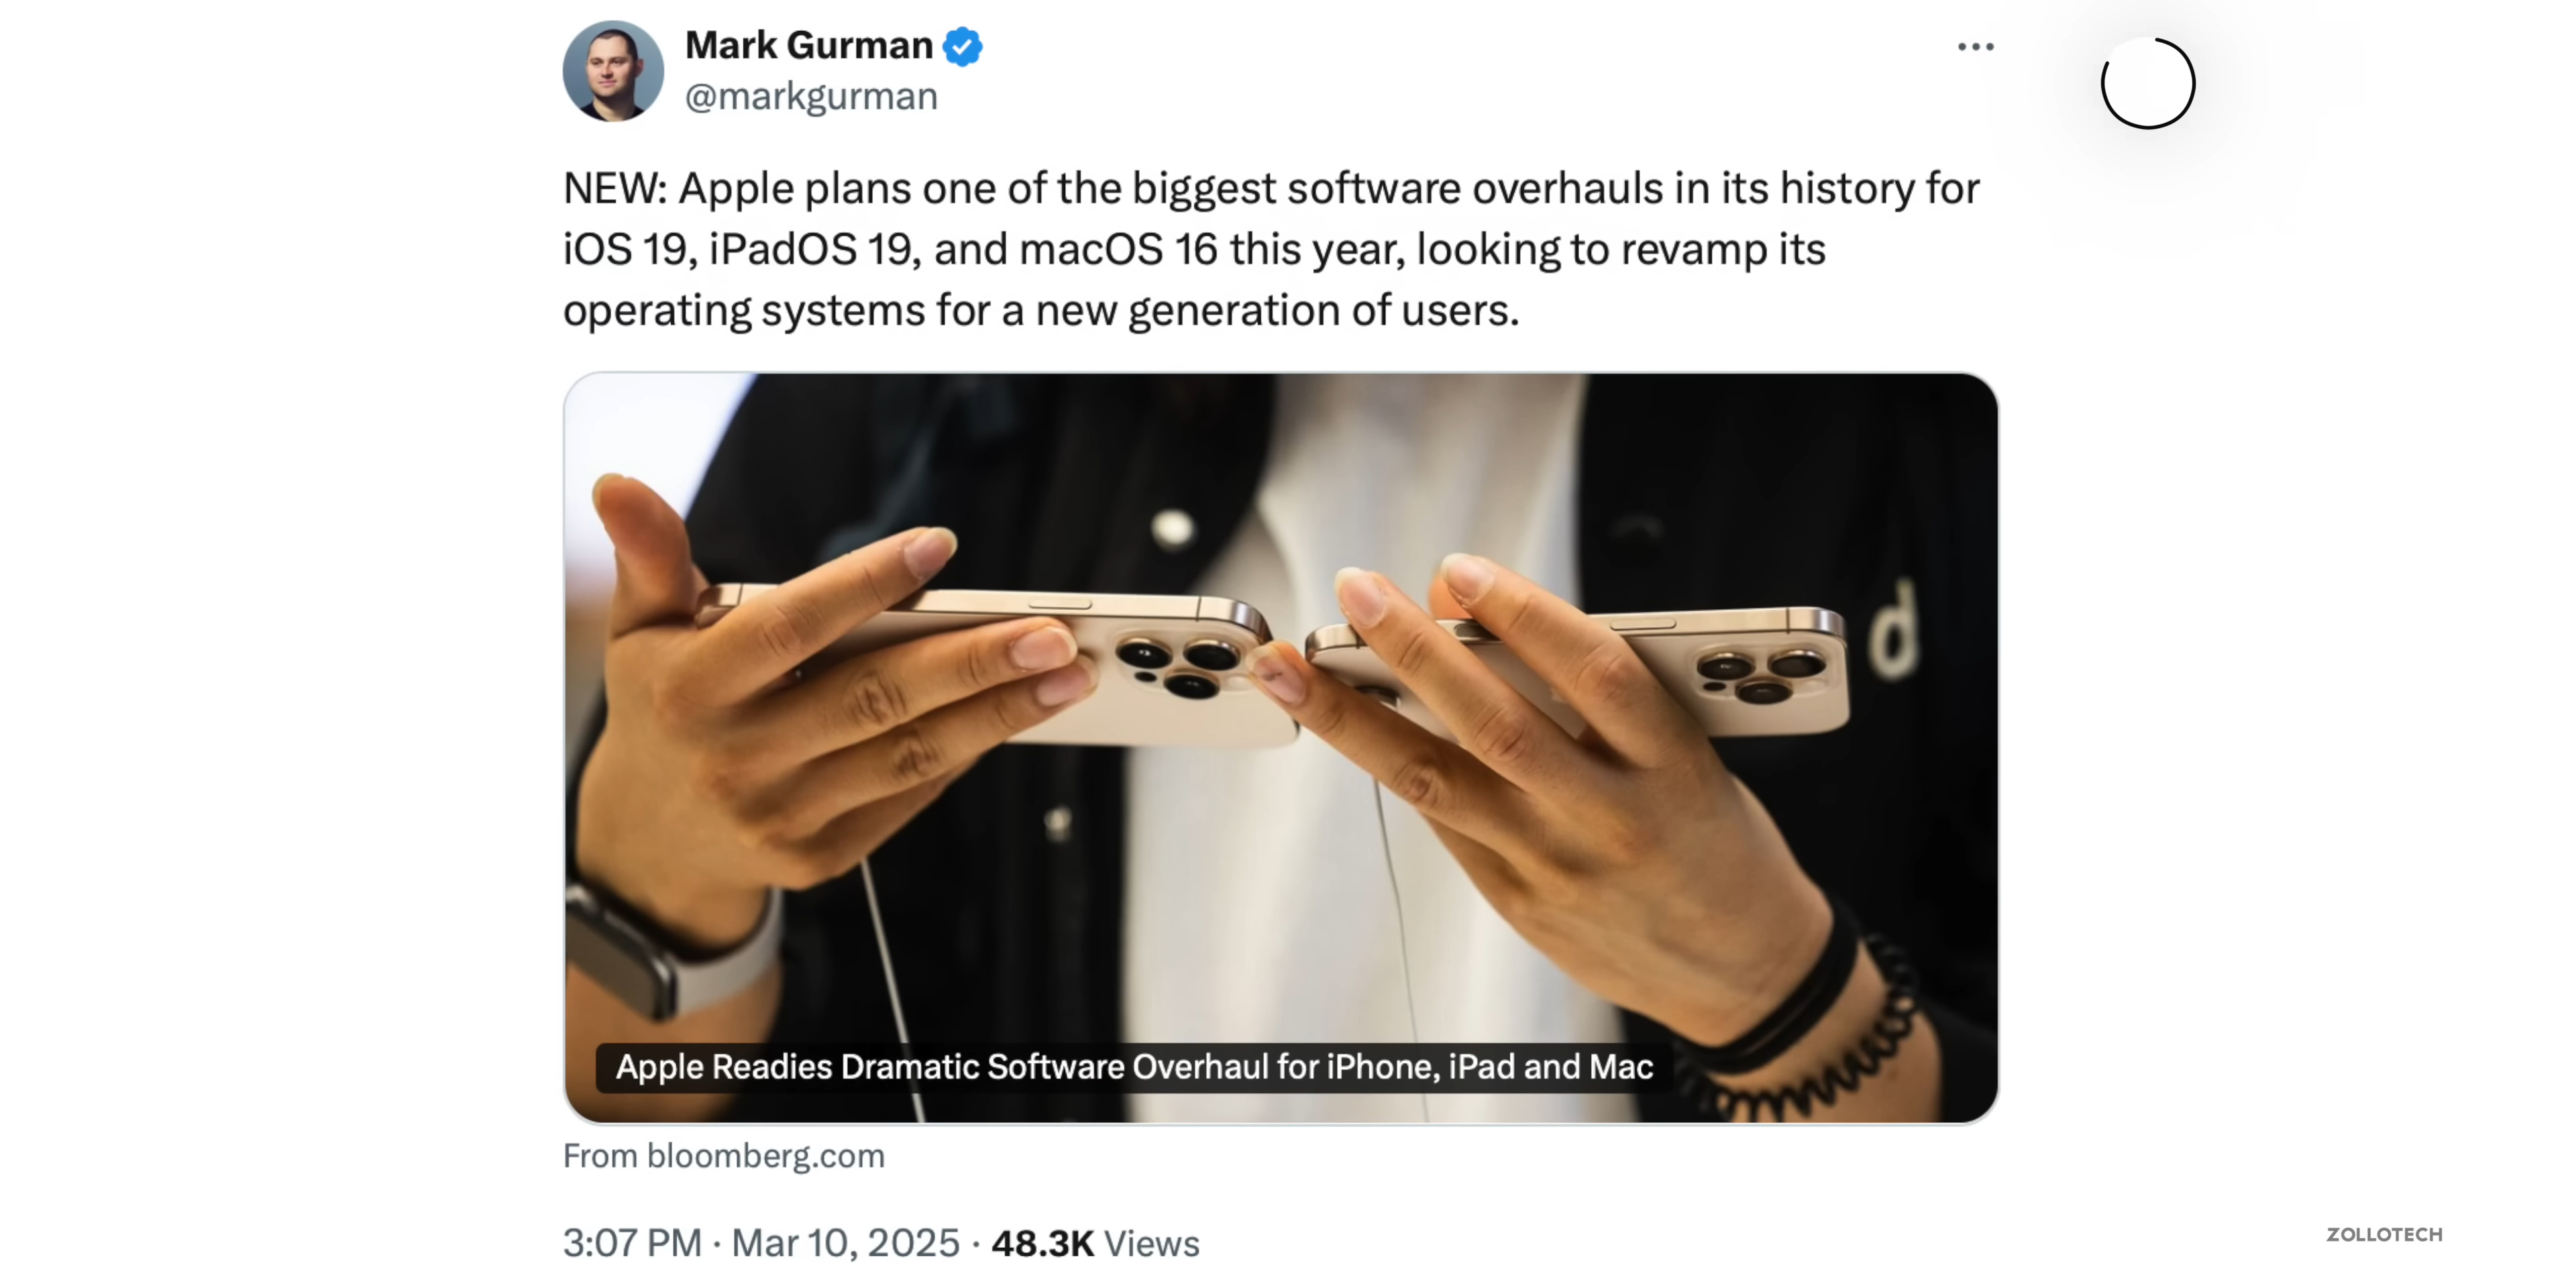 Mark Gurman
@markgurman
NEW: Apple plans one of the biggest software overhauls in its history for
iOS 19, iPadOS 19, and macOS 16 this year, looking to revamp its
operating systems for a new generation of users.
d
Apple Readies Dramatic Software Overhaul for iPhone, iPad and Mac
From bloomberg.com
3:07 PM · Mar 10, 2025 · 48.3K Views
ZOLLOTECH